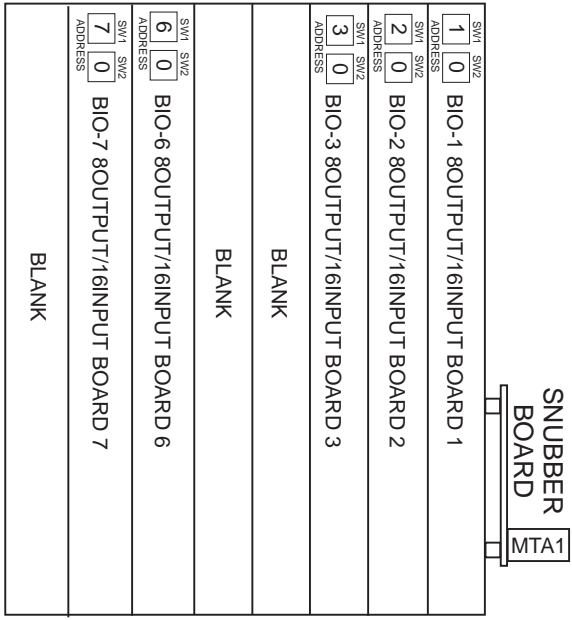 SW1 SW2
7 0
ADDRESS
BIO-7 8OUTPUT/16INPUT BOARD 7
SW1 SW2
6 0
ADDRESS
BIO-6 8OUTPUT/16INPUT BOARD 6
SW1 SW2
3 0
ADDRESS
BIO-3 8OUTPUT/16INPUT BOARD 3
SW1 SW2
2 0
ADDRESS
BIO-2 8OUTPUT/16INPUT BOARD 2
SW1 SW2
1 0
ADDRESS
BIO-1 8OUTPUT/16INPUT BOARD 1
BLANK
BLANK
BLANK
SNUBBER
BOARD
MTA1